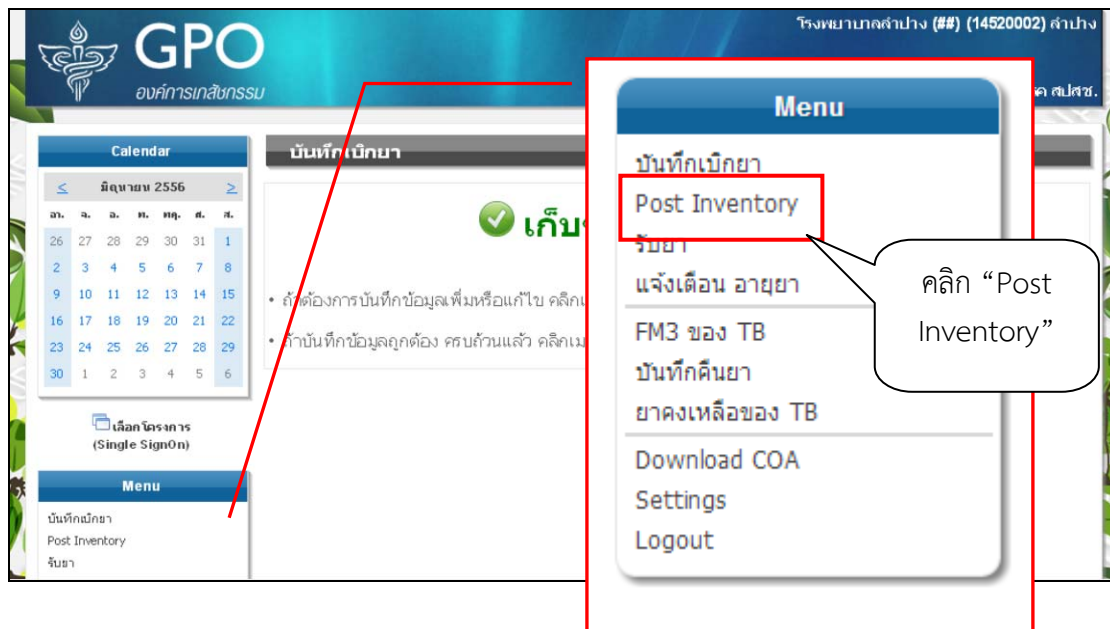 โรงพยาบาลลำปาง (##) (14520002) ลำปาง
GPO
องค์การเภสัชกรรม
สปสช.
Calendar
< มิถุนายน 2556 >
อา. จ. อ. พ. พฤ. ศ. ส.
26 27 28 29 30 31 1
2 3 4 5 6 7 8
9 10 11 12 13 14 15
16 17 18 19 20 21 22
23 24 25 26 27 28 29
30 1 2 3 4 5 6
เลือกโครงการ
(Single SignOn)
Menu
บันทึกเบิกยา
Post Inventory
รับยา
บันทึกเบิกยา
เก็บ
• ถ้าต้องการบันทึกข้อมูลเพิ่มหรือแก้ไข คลิก
• ถ้าบันทึกข้อมูลถูกต้อง ครบถ้วนแล้ว คลิก
Menu
บันทึกเบิกยา
Post Inventory
รับยา
แจ้งเตือน อายุยา
FM3 ของ TB
บันทึกคืนยา
ยาคงเหลือของ TB
Download COA
Settings
Logout
คลิก “Post
Inventory”